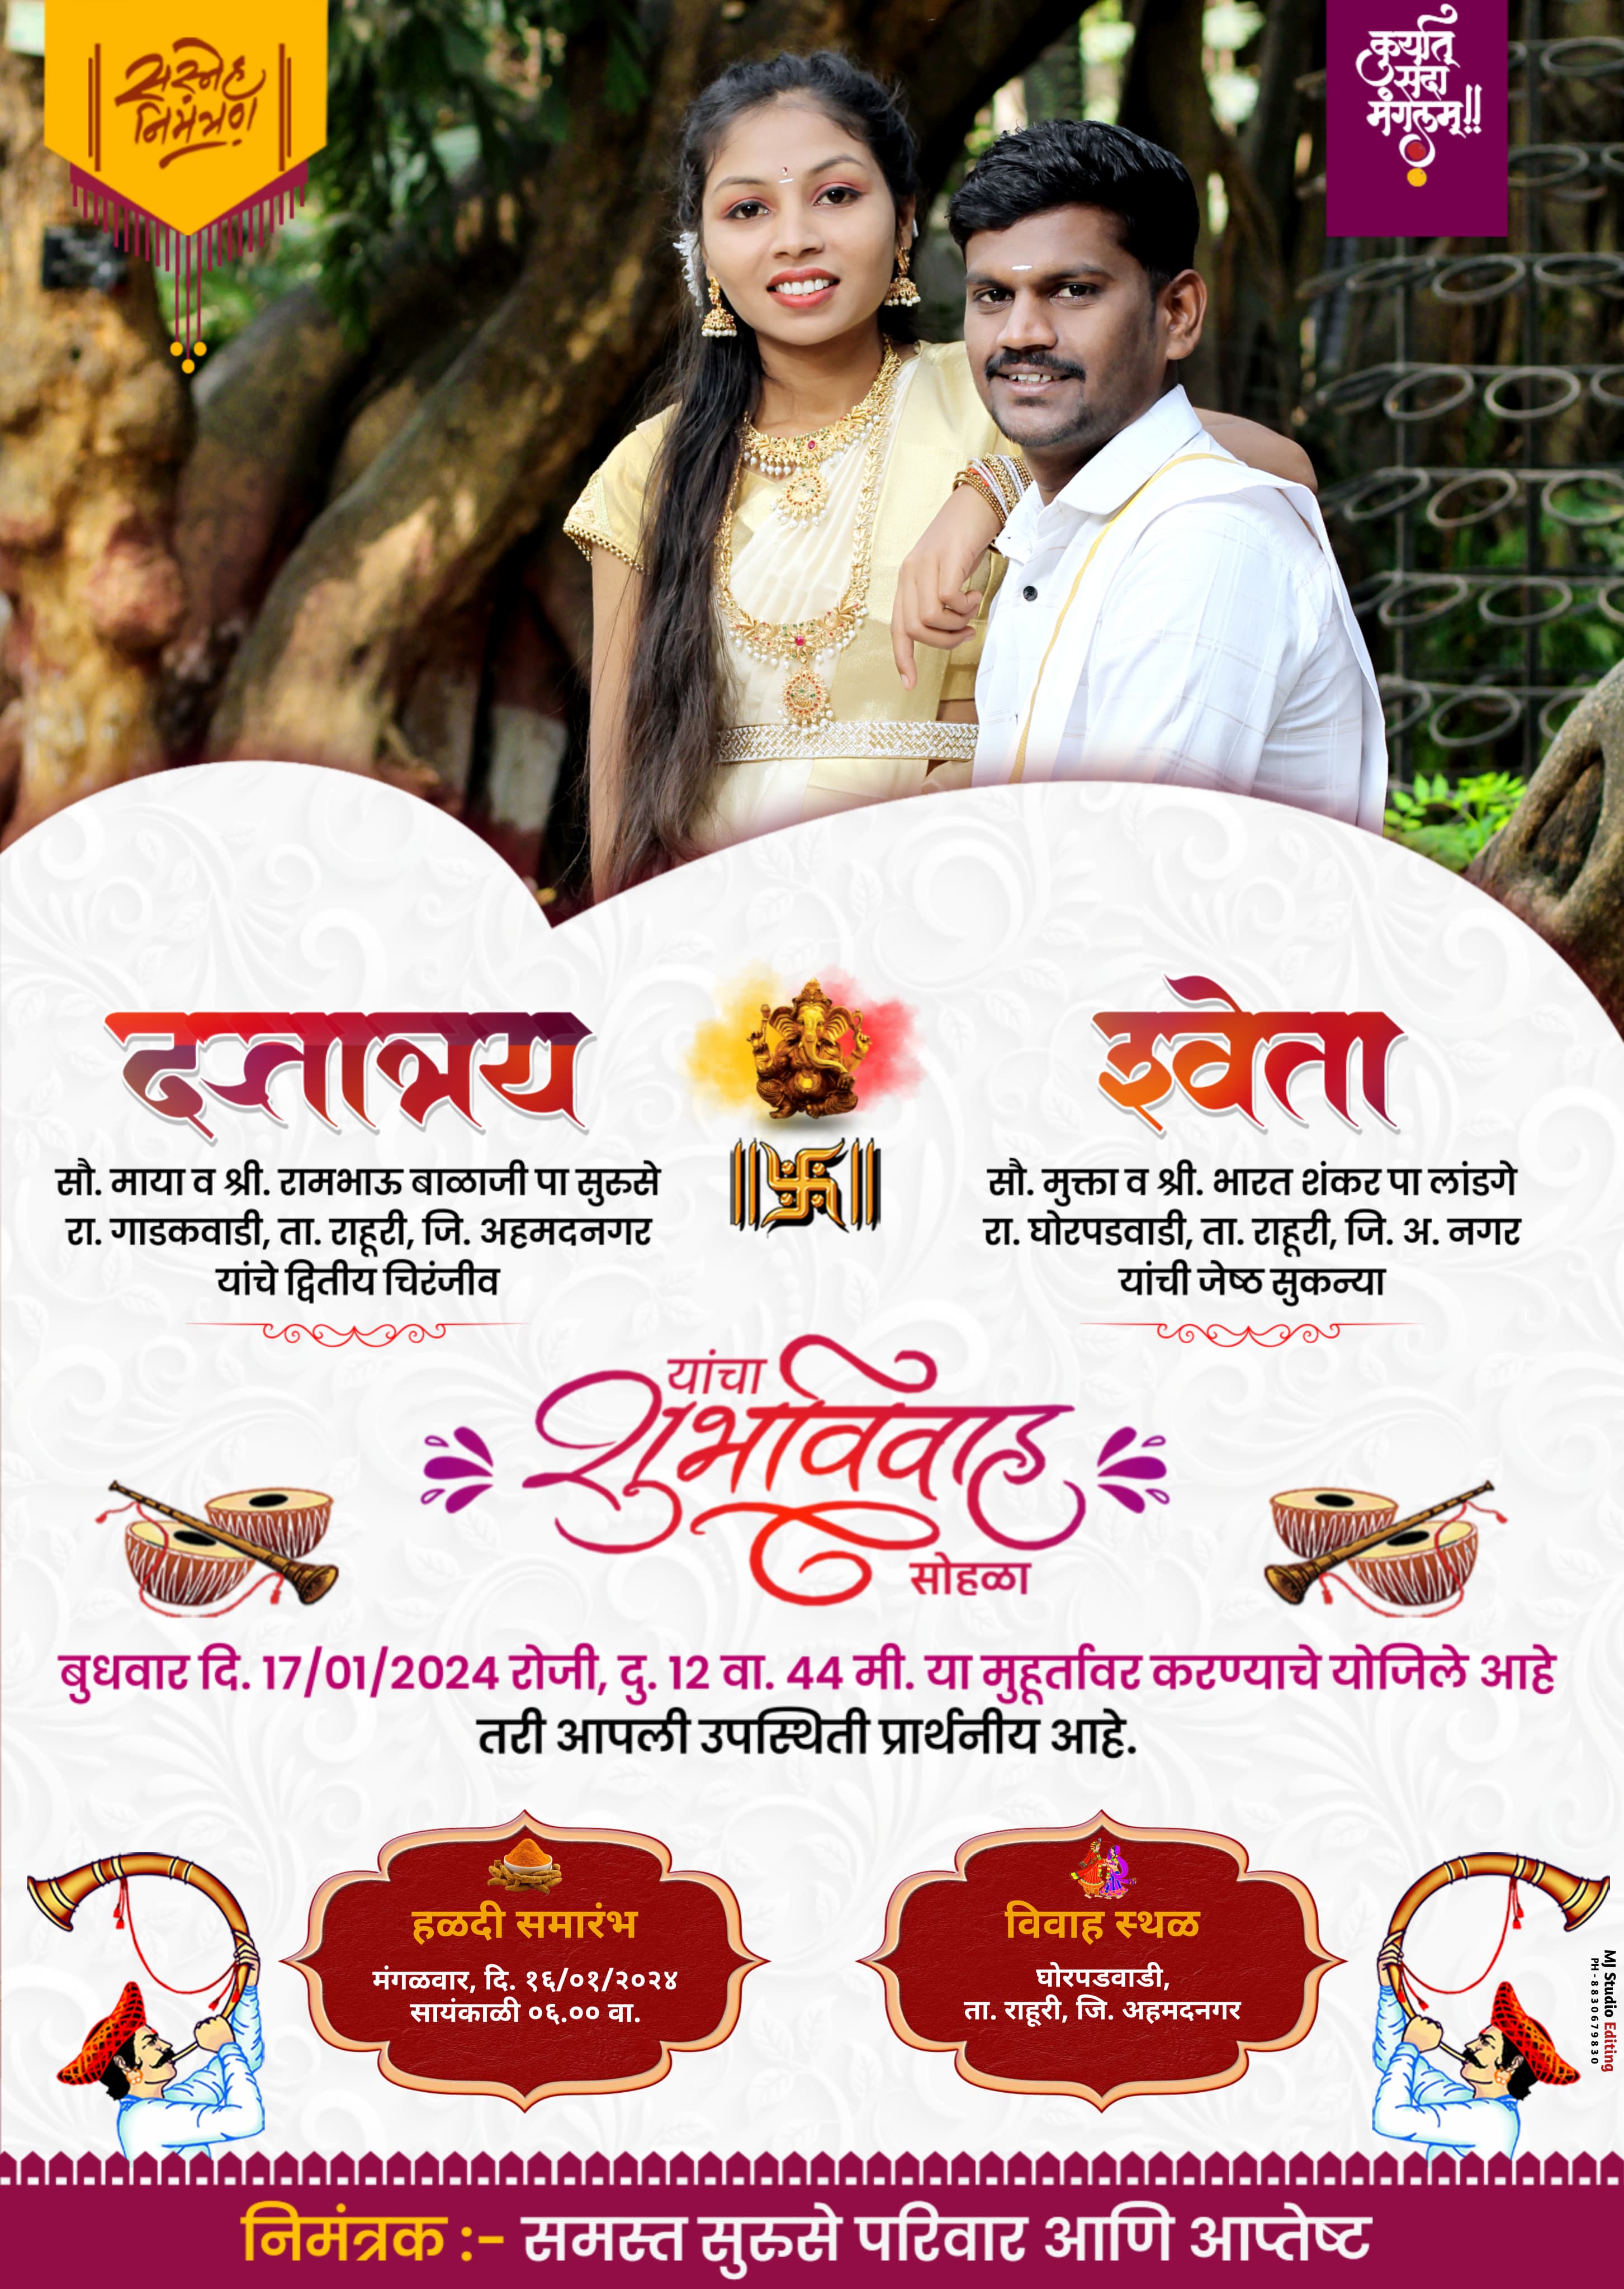 सस्नेह
निमंत्रण
कुर्यात्
सदा
मंगलम्!!
दत्तात्रय
सौ. माया व श्री. रामभाऊ बाळाजी पा सुरुसे
रा. गाडकवाडी, ता. राहूरी, जि. अहमदनगर
यांचे द्वितीय चिरंजीव
श्वेता
सौ. मुक्ता व श्री. भारत शंकर पा लांडगे
रा. घोरपडवाडी, ता. राहूरी, जि. अ. नगर
यांची जेष्ठ सुकन्या
यांचा
शुभविवाह
सोहळा
बुधवार दि. 17/01/2024 रोजी, दु. 12 वा. 44 मी. या मुहूर्तावर करण्याचे योजिले आहे
तरी आपली उपस्थिती प्रार्थनीय आहे.
हळदी समारंभ
मंगळवार, दि. १६/०१/२०२४
सायंकाळी ०६.०० वा.
विवाह स्थळ
घोरपडवाडी,
ता. राहूरी, जि. अहमदनगर
MJ Studio Editing
PH-8830679830
निमंत्रक :- समस्त सुरुसे परिवार आणि आप्तेष्ट